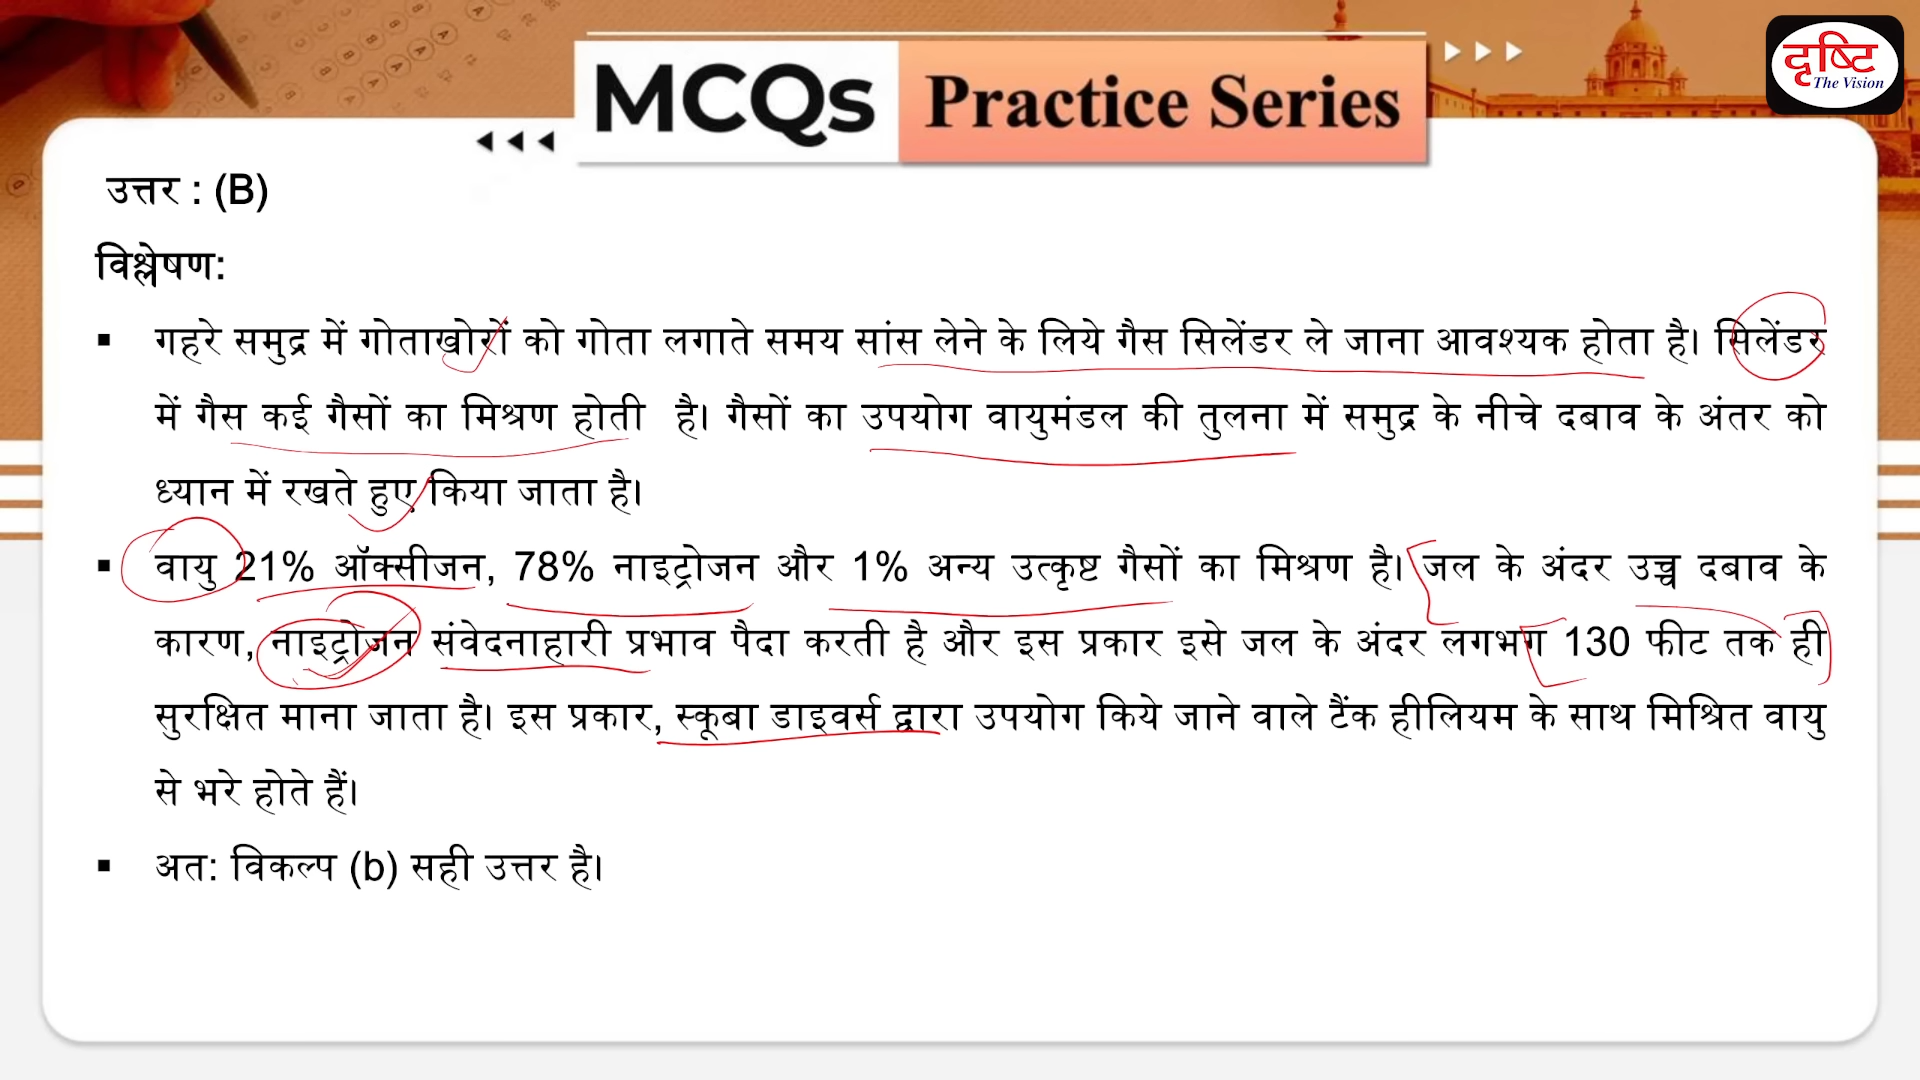 MCQs Practice Series
दृष्टि
The Vision
उत्तर : (B)
विश्लेषण:
▪ गहरे समुद्र में गोताखोरों को गोता लगाते समय सांस लेने के लिये गैस सिलेंडर ले जाना आवश्यक होता है। सिलेंडर
में गैस कई गैसों का मिश्रण होती है। गैसों का उपयोग वायुमंडल की तुलना में समुद्र के नीचे दबाव के अंतर को
ध्यान में रखते हुए किया जाता है।
▪ वायु 21% ऑक्सीजन, 78% नाइट्रोजन और 1% अन्य उत्कृष्ट गैसों का मिश्रण है। जल के अंदर उच्च दबाव के
कारण, नाइट्रोजन संवेदनाहारी प्रभाव पैदा करती है और इस प्रकार इसे जल के अंदर लगभग 130 फीट तक ही
सुरक्षित माना जाता है। इस प्रकार, स्कूबा डाइवर्स द्वारा उपयोग किये जाने वाले टैंक हीलियम के साथ मिश्रित वायु
से भरे होते हैं।
▪ अत: विकल्प (b) सही उत्तर है।